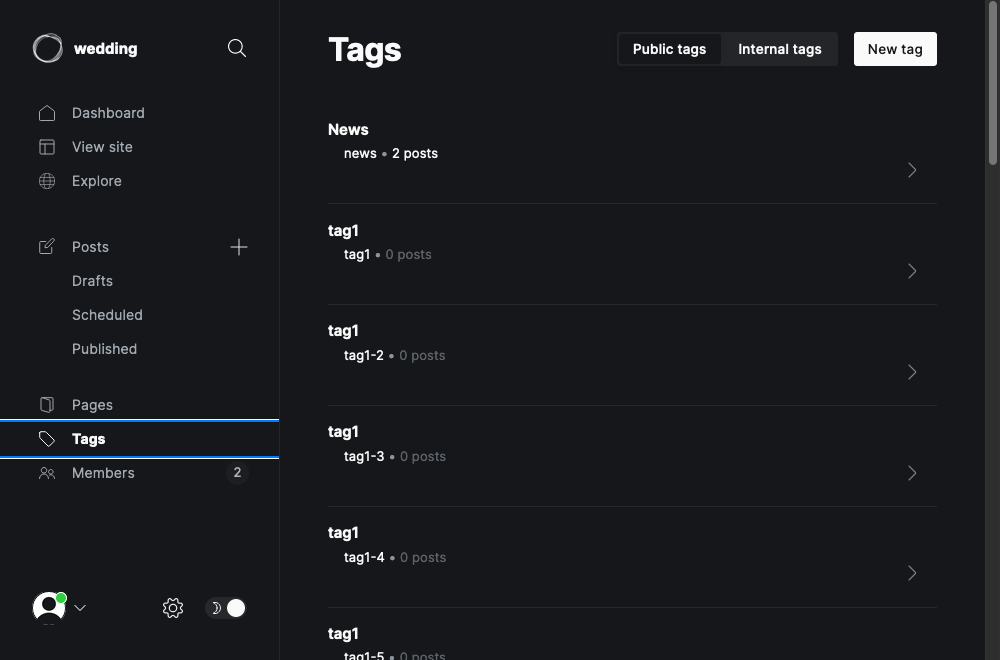 wedding
Dashboard
View site
Explore
Posts
Drafts
Scheduled
Published
Pages
Tags
Members 2
Tags
Public tags Internal tags New tag
News
news • 2 posts
tag1
tag1 • 0 posts
tag1
tag1-2 • 0 posts
tag1
tag1-3 • 0 posts
tag1
tag1-4 • 0 posts
tag1
tag1-5 • 0 posts